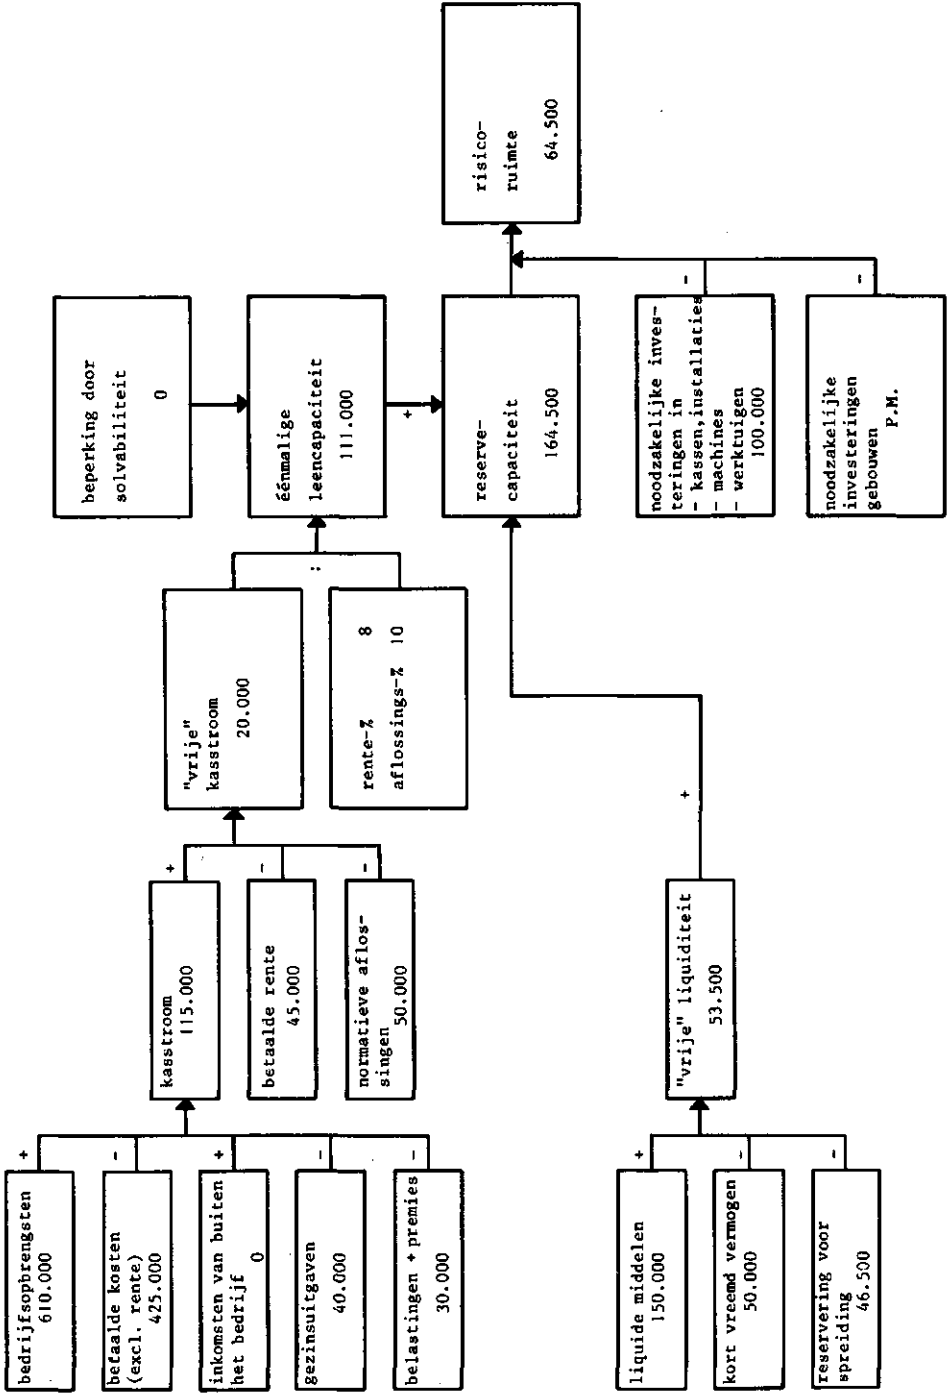 bedrijfsopbrengsten
610.000
+
betaalde kosten
(excl. rente)
425.000
-
inkomsten van buiten
het bedrijf
0
+
gezinsuitgaven
40.000
-
belastingen + premies
30.000
-
kasstroom
115.000
+
betaalde rente
45.000
-
normatieve aflos-
singen
50.000
-
"vrije"
kasstroom
20.000
rente-% 8
aflossings-% 10
:
beperking door
solvabiliteit
0
éénmalige
leencapaciteit
111.000
+
liquide middelen
150.000
+
kort vreemd vermogen
50.000
-
reservering voor
spreiding
46.500
-
"vrije" liquiditeit
53.500
+
reserve-
capaciteit
164.500
noodzakelijke inves-
teringen in
- kassen,installaties
- machines
- werktuigen
100.000
-
noodzakelijke
investeringen
gebouwen
P.M.
-
risico-
ruimte
64.500